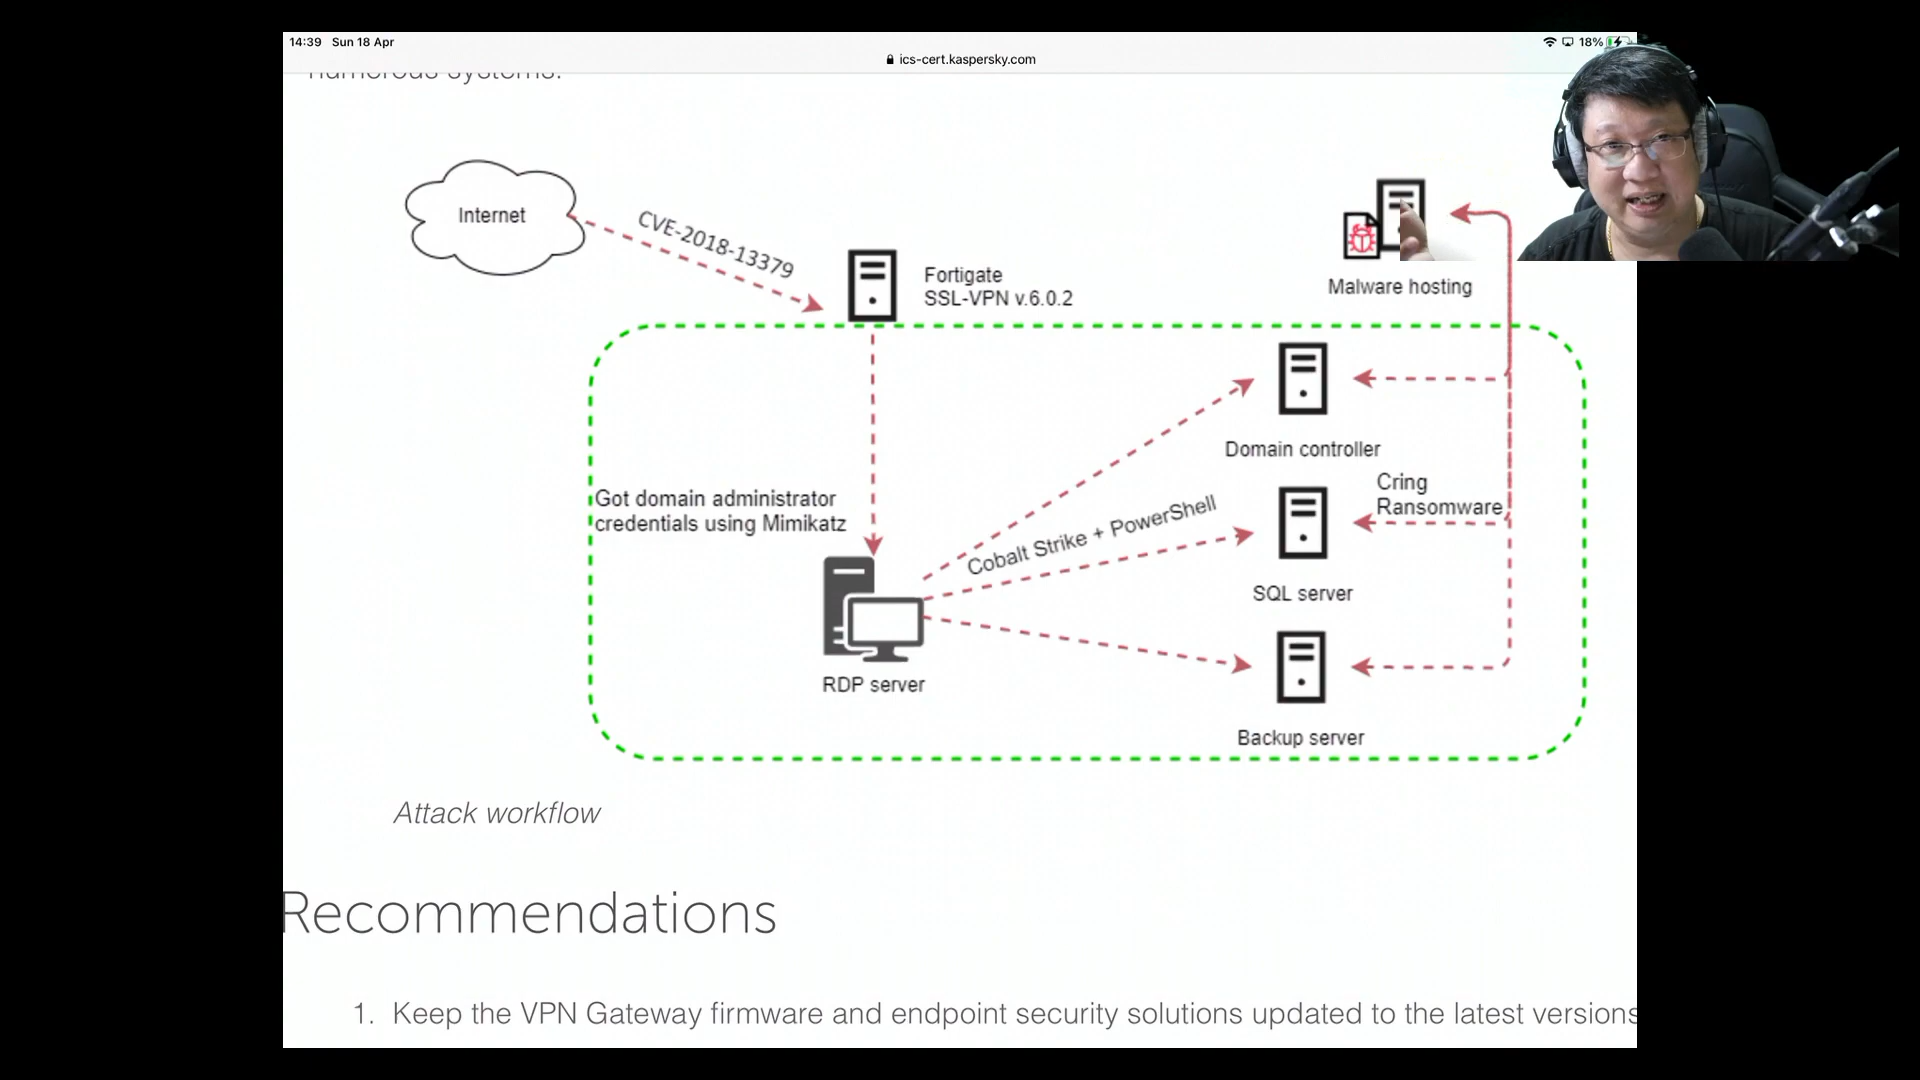 14:39 Sun 18 Apr
18%
ics-cert.kaspersky.com
numerous systems.
Internet
CVE-2018-13379
Fortigate
SSL-VPN v.6.0.2
Malware hosting
Domain controller
Got domain administrator
credentials using Mimikatz
Cobalt Strike + PowerShell
Cring
Ransomware
SQL server
RDP server
Backup server
Attack workflow
Recommendations
1. Keep the VPN Gateway firmware and endpoint security solutions updated to the latest versions